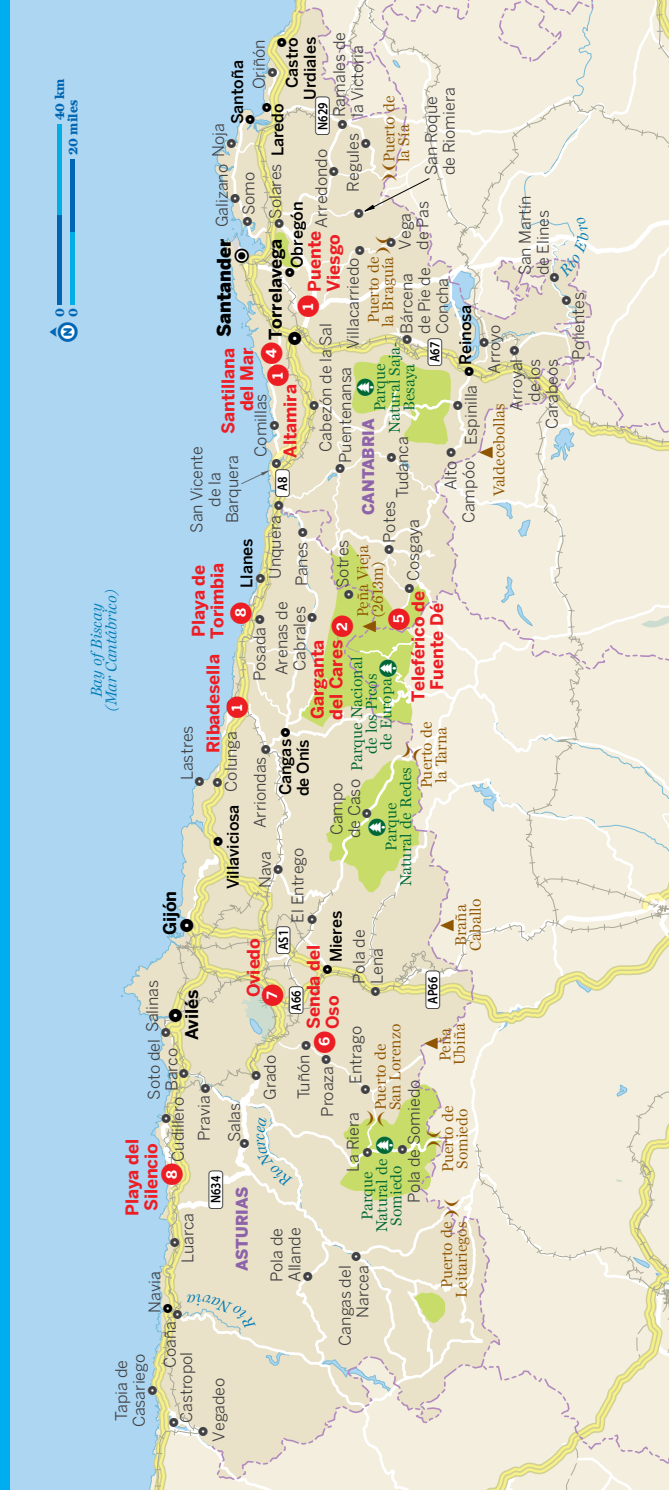 0
40 km
0
20 miles
N
Bay of Biscay
(Mar Cantábrico)
Tapia de
Casariego
Castropol
Vegadeo
Navia
Coaña
Río Navia
Luarca
Playa del
Silencio
8
Cudillero
Soto del
Barco
Salinas
Avilés
Pravia
N634
ASTURIAS
Salas
Río Narcea
Grado
Pola de
Allande
Cangas del
Narcea
Puerto de
Leitariegos
Parque
Natural de
Somiedo
La Riera
Pola de Somiedo
Puerto de
Somiedo
Puerto de
San Lorenzo
Peña
Ubiña
Entrago
Proaza
Tuñón
6
Senda del
Oso
A66
7
Oviedo
AS1
Gijón
Mieres
Pola de
Lena
AP66
Braña
Caballo
El Entrego
Nava
Villaviciosa
Lastres
Colunga
Arriondas
Cangas
de Onís
Campo
de Caso
Parque
Natural de Redes
Puerto de
la Tarna
Ribadesella
1
Playa de
Torimbia
8
Posada
Llanes
Arenas de
Cabrales
Garganta
del Cares
2
Parque Nacional
de los Picos
de Europa
Peña Vieja
(2613m)
Sotres
5
Teleférico de
Fuente Dé
Cosgaya
Potes
Panes
Unquera
San Vicente
de la
Barquera
A8
Comillas
Santillana
del Mar
4
1
Altamira
Cabezón de la Sal
Puentenansa
CANTABRIA
Tudanca
Parque
Natural Saja-
Besaya
Alto
Campóo
Valdecebollas
Espinilla
Reinosa
Arroyo
Arroyal
de los
Carabeos
Polientes
San Martín
de Elines
Río Ebro
A67
Bárcena
de Pie de
Concha
Torrelavega
Santander
1
Puente
Viesgo
Obregón
Villacarriedo
Puerto de
la Braguía
Vega
de Pas
San Roque
de Riomiera
Solares
Somo
Galizano
Noja
Santoña
Laredo
Oriñón
Castro
Urdiales
N629
Ramales de
la Victoria
Arredondo
Regules
Puerto de
la Sía